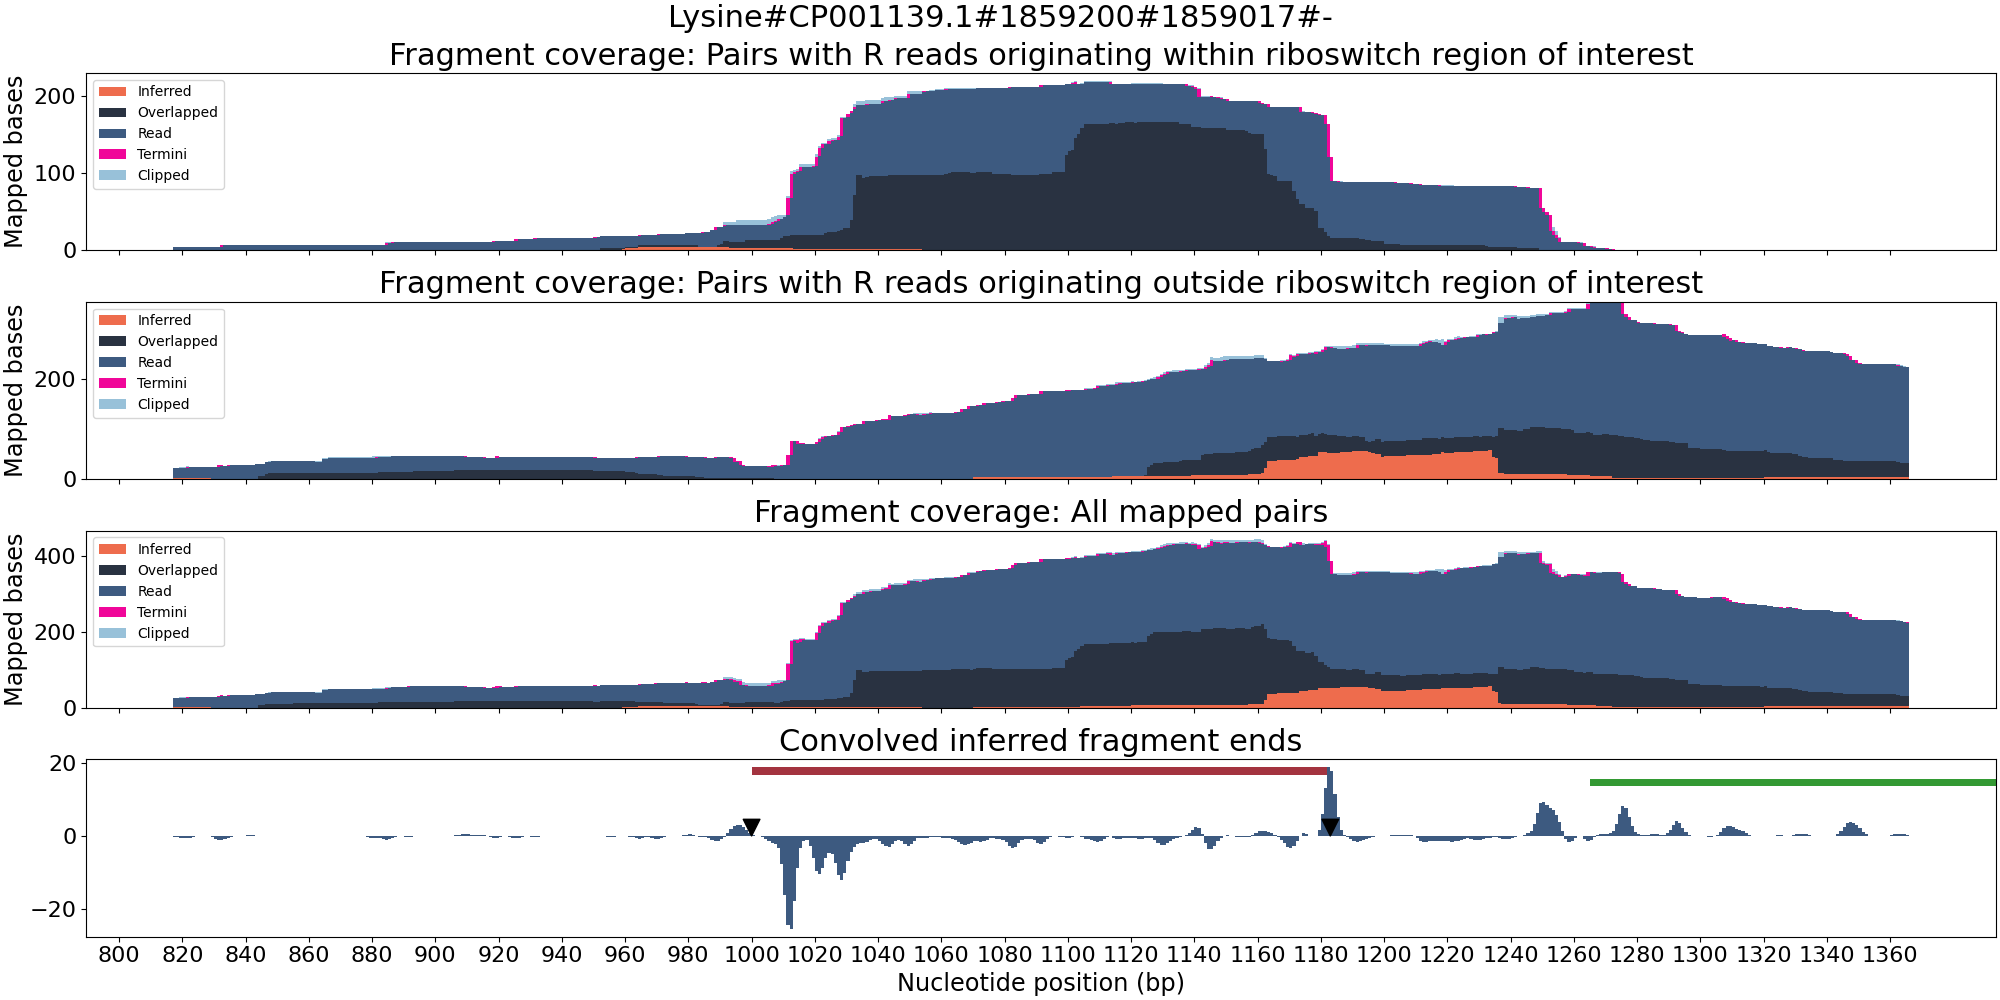 Lysine#CP001139.1#1859200#1859017#-
Fragment coverage: Pairs with R reads originating within riboswitch region of interest
Mapped bases
200
100
0
Inferred
Overlapped
Read
Termini
Clipped
Fragment coverage: Pairs with R reads originating outside riboswitch region of interest
Mapped bases
200
0
Inferred
Overlapped
Read
Termini
Clipped
Fragment coverage: All mapped pairs
Mapped bases
400
200
0
Inferred
Overlapped
Read
Termini
Clipped
Convolved inferred fragment ends
20
0
−20
800 820 840 860 880 900 920 940 960 980 1000 1020 1040 1060 1080 1100 1120 1140 1160 1180 1200 1220 1240 1260 1280 1300 1320 1340 1360
Nucleotide position (bp)